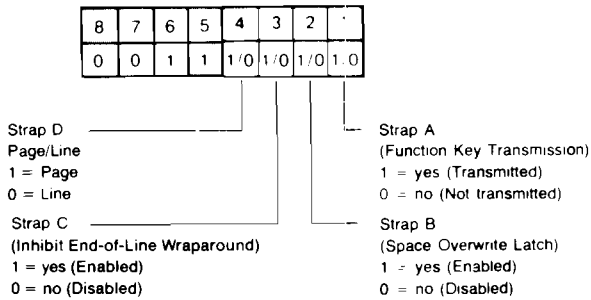 8 7 6 5 4 3 2 1
0 0 1 1 1/0 1/0 1/0 1/0
Strap D
Page/Line
1 = Page
0 = Line
Strap C
(Inhibit End-of-Line Wraparound)
1 = yes (Enabled)
0 = no (Disabled)
Strap A
(Function Key Transmission)
1 = yes (Transmitted)
0 = no (Not transmitted)
Strap B
(Space Overwrite Latch)
1 = yes (Enabled)
0 = no (Disabled)